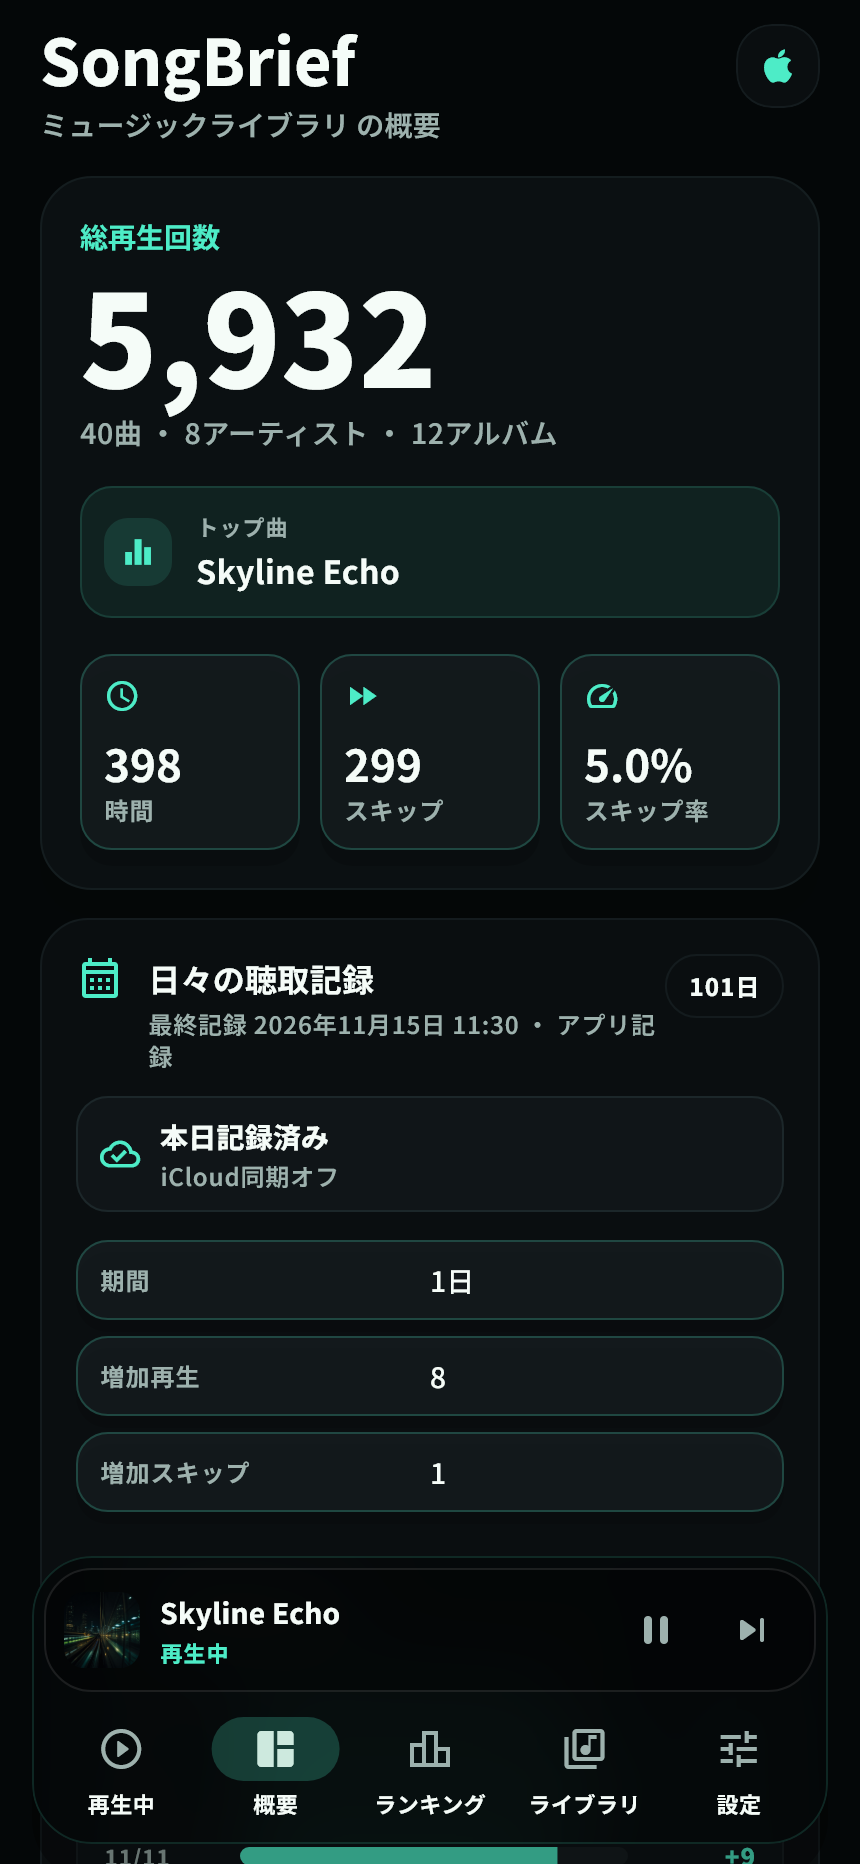 SongBrief
ミュージックライブラリ の概要
総再生回数
5,932
40曲 ・ 8アーティスト ・ 12アルバム
トップ曲
Skyline Echo
398
時間
299
スキップ
5.0%
スキップ率
日々の聴取記録
101日
最終記録 2026年11月15日 11:30 ・ アプリ記
録
本日記録済み
iCloud同期オフ
期間
1日
増加再生
8
増加スキップ
1
Skyline Echo
再生中
再生中
概要
ランキング
ライブラリ
設定
11/11
+9